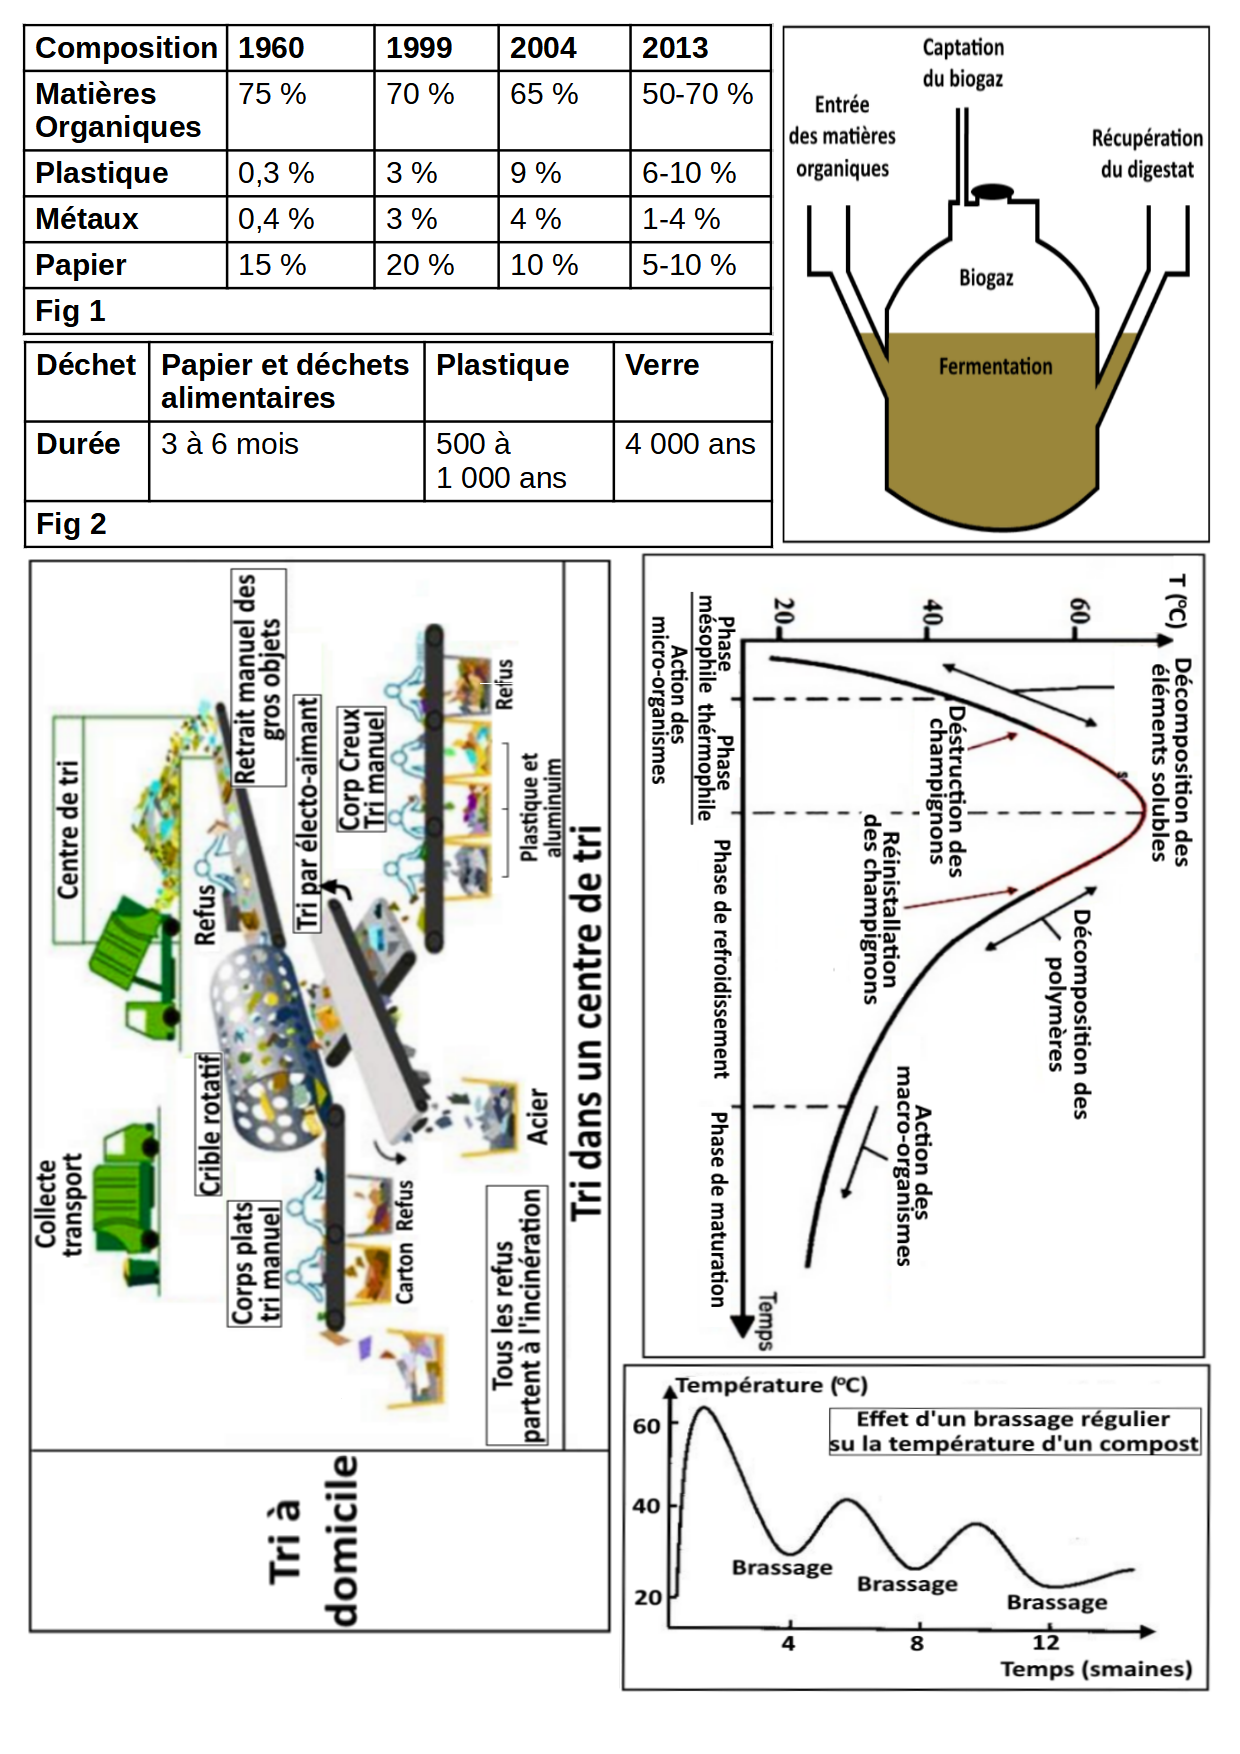 Composition 1960 1999 2004 2013
Matières
Organiques 75 % 70 % 65 % 50-70 %
Plastique 0,3 % 3 % 9 % 6-10 %
Métaux 0,4 % 3 % 4 % 1-4 %
Papier 15 % 20 % 10 % 5-10 %
Fig 1
Déchet Papier et déchets
alimentaires Plastique Verre
Durée 3 à 6 mois 500 à
1 000 ans 4 000 ans
Fig 2
Captation
du biogaz
Entrée
des matières
organiques
Récupération
du digestat
Biogaz
Fermentation
Collecte
transport
Centre de tri
Refus
Crible rotatif
Retrait manuel des
gros objets
Corps plats
tri manuel
Tri par électo-aimant
Corp Creux
Tri manuel
Carton
Refus
Refus
Plastique et
aluminuim
Acier
Tous les refus
partent à l'incinération
Tri dans un centre de tri
Tri à
domicile
T (ºC)
20
40
60
Décomposition des
éléments solubles
Déstruction des
champignons
Réinistallation
des champignons
Décomposition des
polymères
Action des
macro-organismes
Phase
mésophile
Phase
thérmophile
Action des
micro-organismes
Phase de refroidissement
Phase de maturation
Temps
Température (ºC)
Effet d'un brassage régulier
su la température d'un compost
60
40
20
Brassage
Brassage
Brassage
4 8 12
Temps (smaines)